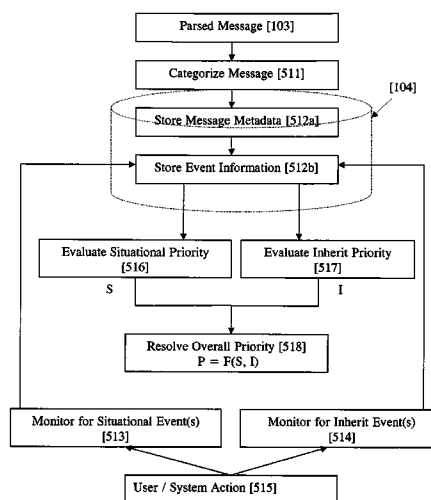 Parsed Message [103]
Categorize Message [511]
[104]
Store Message Metadata [512a]
Store Event Information [512b]
Evaluate Situational Priority
[516]
Evaluate Inherit Priority
[517]
S
I
Resolve Overall Priority [518]
P = F(S, I)
Monitor for Situational Event(s)
[513]
Monitor for Inherit Event(s)
[514]
User / System Action [515]